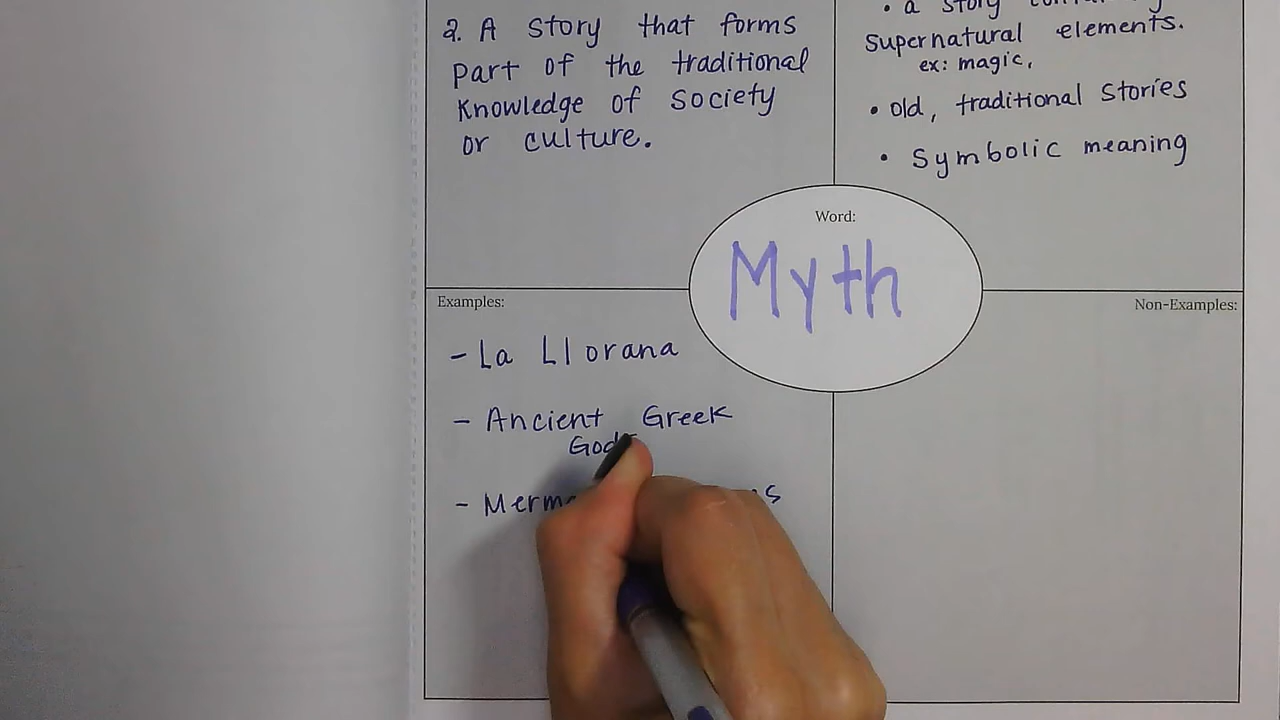 2. A story that forms
part of the traditional
knowledge of society
or culture.
• a story
supernatural elements.
ex: magic,
• old, traditional stories
• Symbolic meaning
Word:
Myth
Examples:
- La Llorana
- Ancient Greek
- 
Non-Examples: